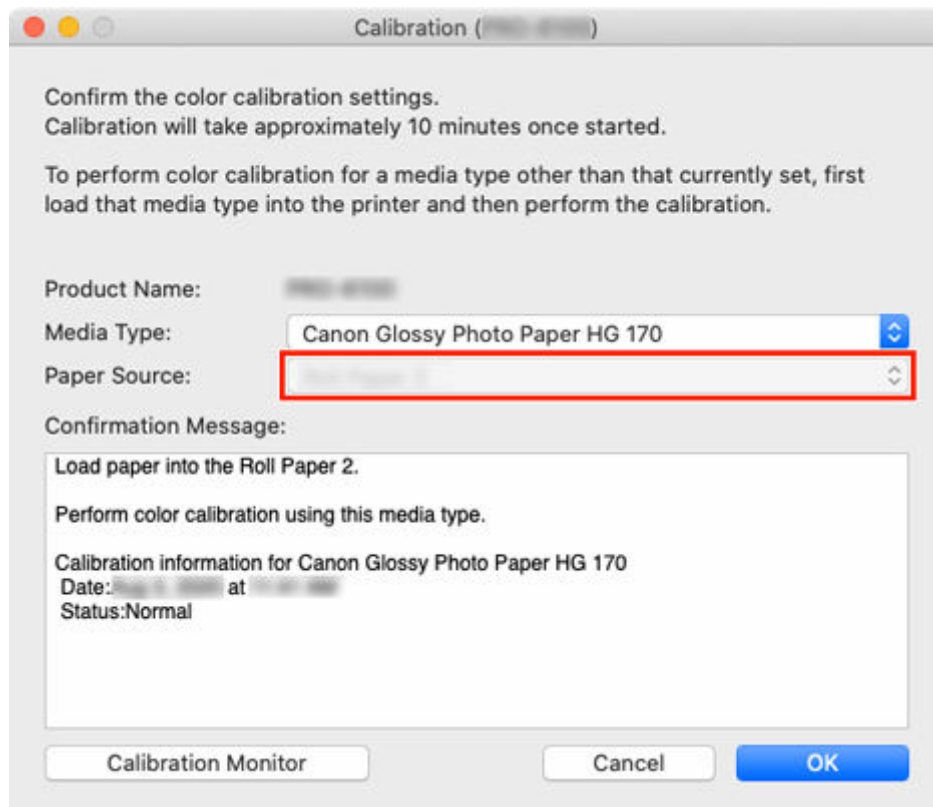 Calibration ( )
Confirm the color calibration settings.
Calibration will take approximately 10 minutes once started.
To perform color calibration for a media type other than that currently set, first
load that media type into the printer and then perform the calibration.
Product Name:
Media Type: Canon Glossy Photo Paper HG 170
Paper Source:
Confirmation Message:
Load paper into the Roll Paper 2.
Perform color calibration using this media type.
Calibration information for Canon Glossy Photo Paper HG 170
Date: at
Status:Normal
Calibration Monitor Cancel OK